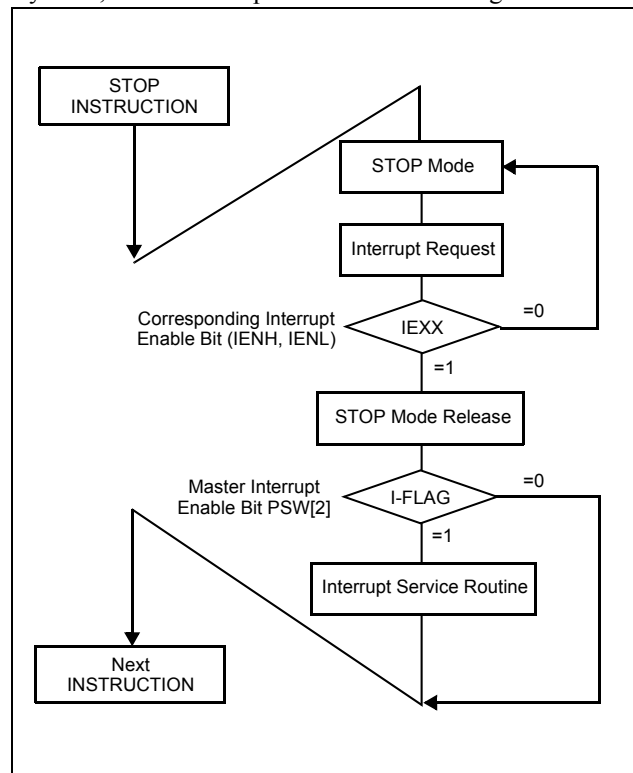 STOP
INSTRUCTION
STOP Mode
Interrupt Request
Corresponding Interrupt
Enable Bit (IENH, IENL)
IEXX
=0
=1
STOP Mode Release
Master Interrupt
Enable Bit PSW[2]
I-FLAG
=0
=1
Interrupt Service Routine
Next
INSTRUCTION